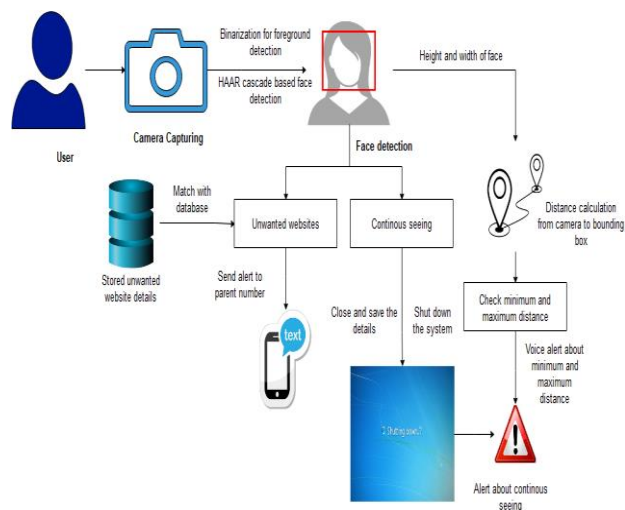 Binarization for foreground
detection
HAAR cascade based face
detection
Height and width of face
User
Camera Capturing
Face detection
Match with
database
Unwanted websites
Continous seeing
Distance calculation
from camera to bounding
box
Stored unwanted
website details
Send alert to
parent number
text
Close and save the
details
Shut down
the system
Check minimum and
maximum distance
Voice alert about
minimum and
maximum
distance
Shutting down
Alert about continous
seeing